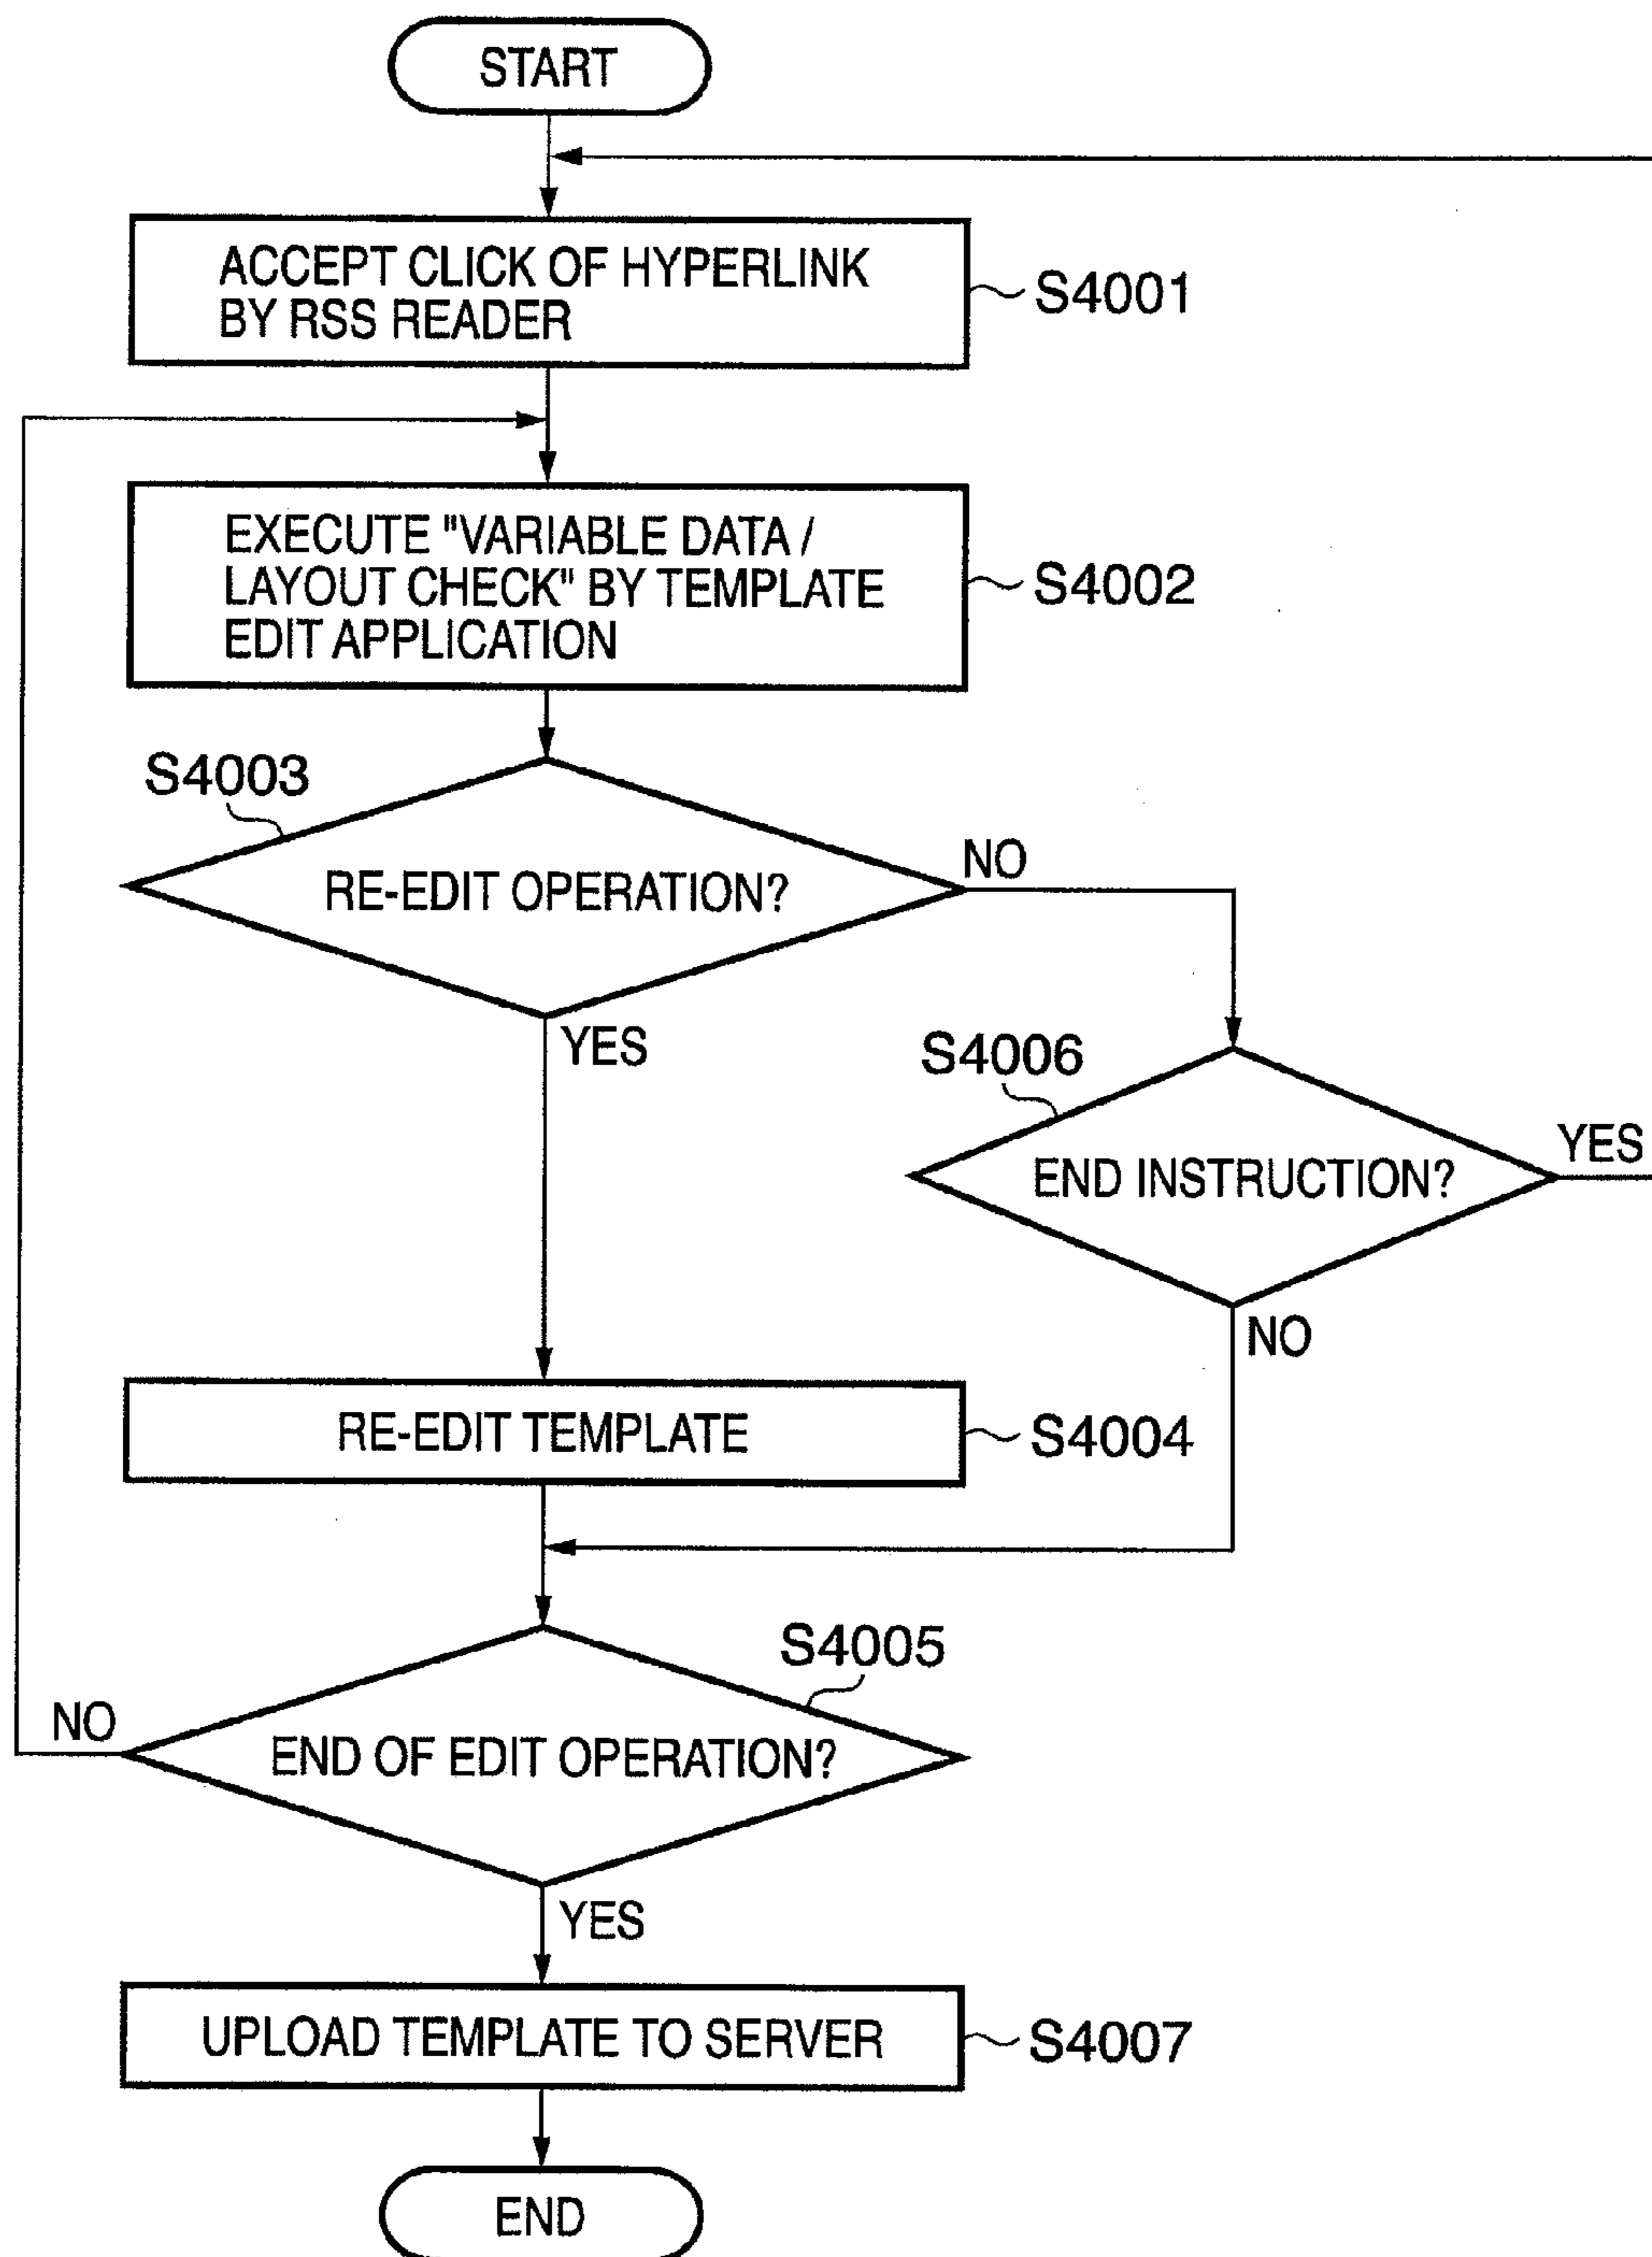 START
ACCEPT CLICK OF HYPERLINK
BY RSS READER
S4001
EXECUTE "VARIABLE DATA /
LAYOUT CHECK" BY TEMPLATE
EDIT APPLICATION
S4002
S4003
RE-EDIT OPERATION?
NO
YES
S4006
END INSTRUCTION?
YES
NO
RE-EDIT TEMPLATE
S4004
S4005
END OF EDIT OPERATION?
NO
YES
UPLOAD TEMPLATE TO SERVER
S4007
END